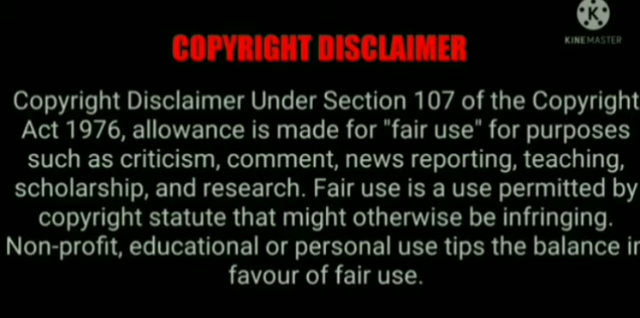 KINEMASTER
COPYRIGHT DISCLAIMER
Copyright Disclaimer Under Section 107 of the Copyright
Act 1976, allowance is made for "fair use" for purposes
such as criticism, comment, news reporting, teaching,
scholarship, and research. Fair use is a use permitted by
copyright statute that might otherwise be infringing.
Non-profit, educational or personal use tips the balance in
favour of fair use.